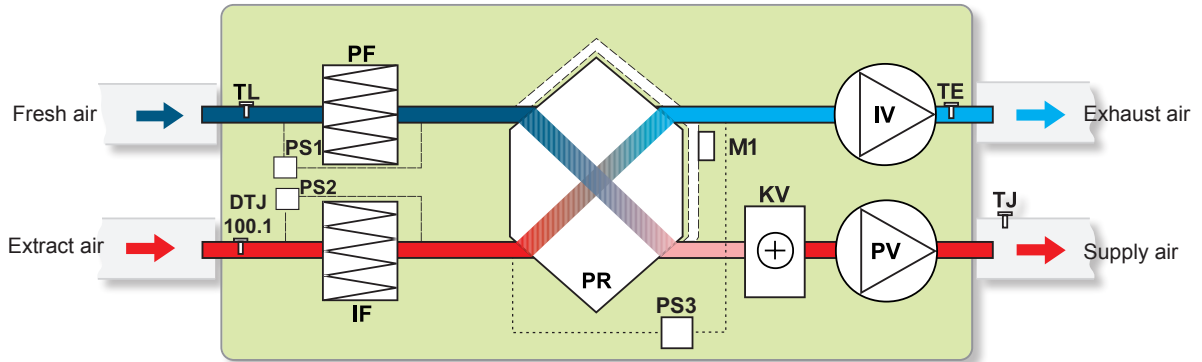 PF
TL
TE
Fresh air
IV
Exhaust air
PS1
M1
PS2
KV
DTJ
100.1
TJ
Extract air
PV
Supply air
PR
IF
PS3